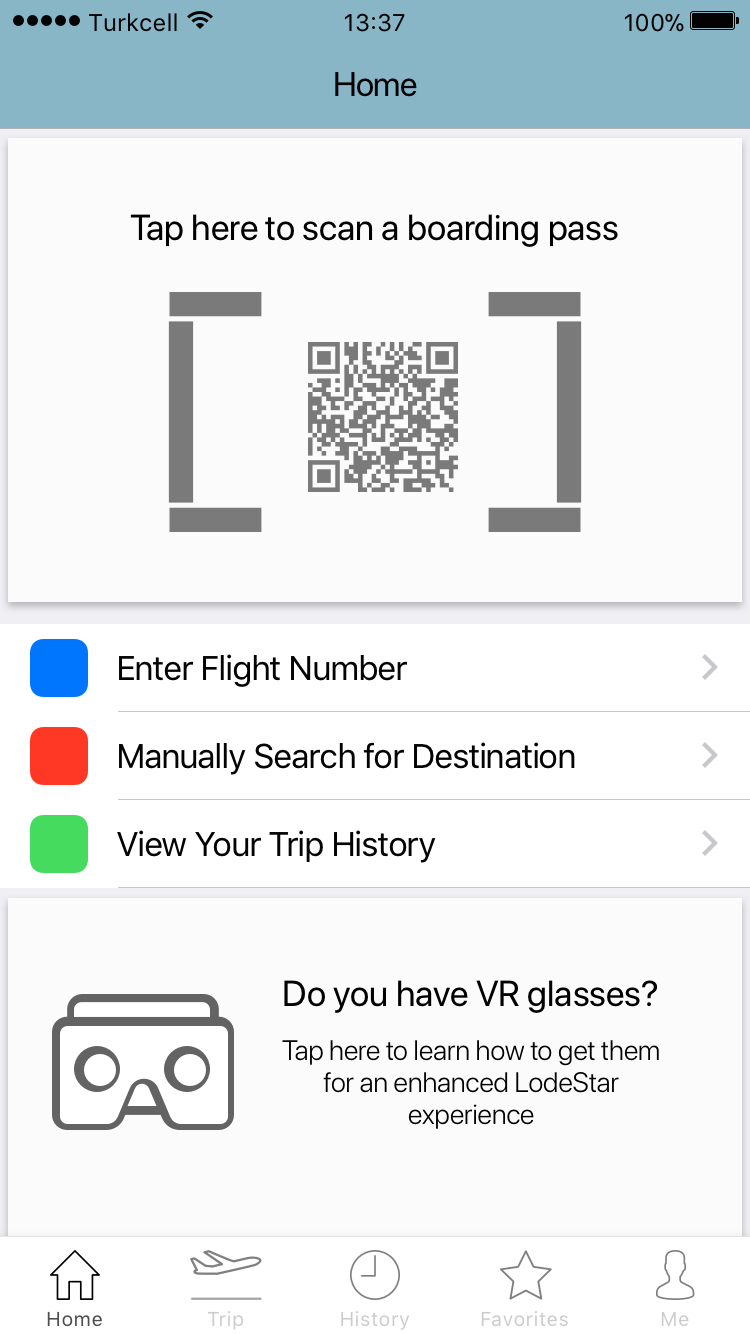 Turkcell 13:37 100%
Home
Tap here to scan a boarding pass
Enter Flight Number
Manually Search for Destination
View Your Trip History
Do you have VR glasses?
Tap here to learn how to get them
for an enhanced LodeStar
experience
Home Trip History Favorites Me